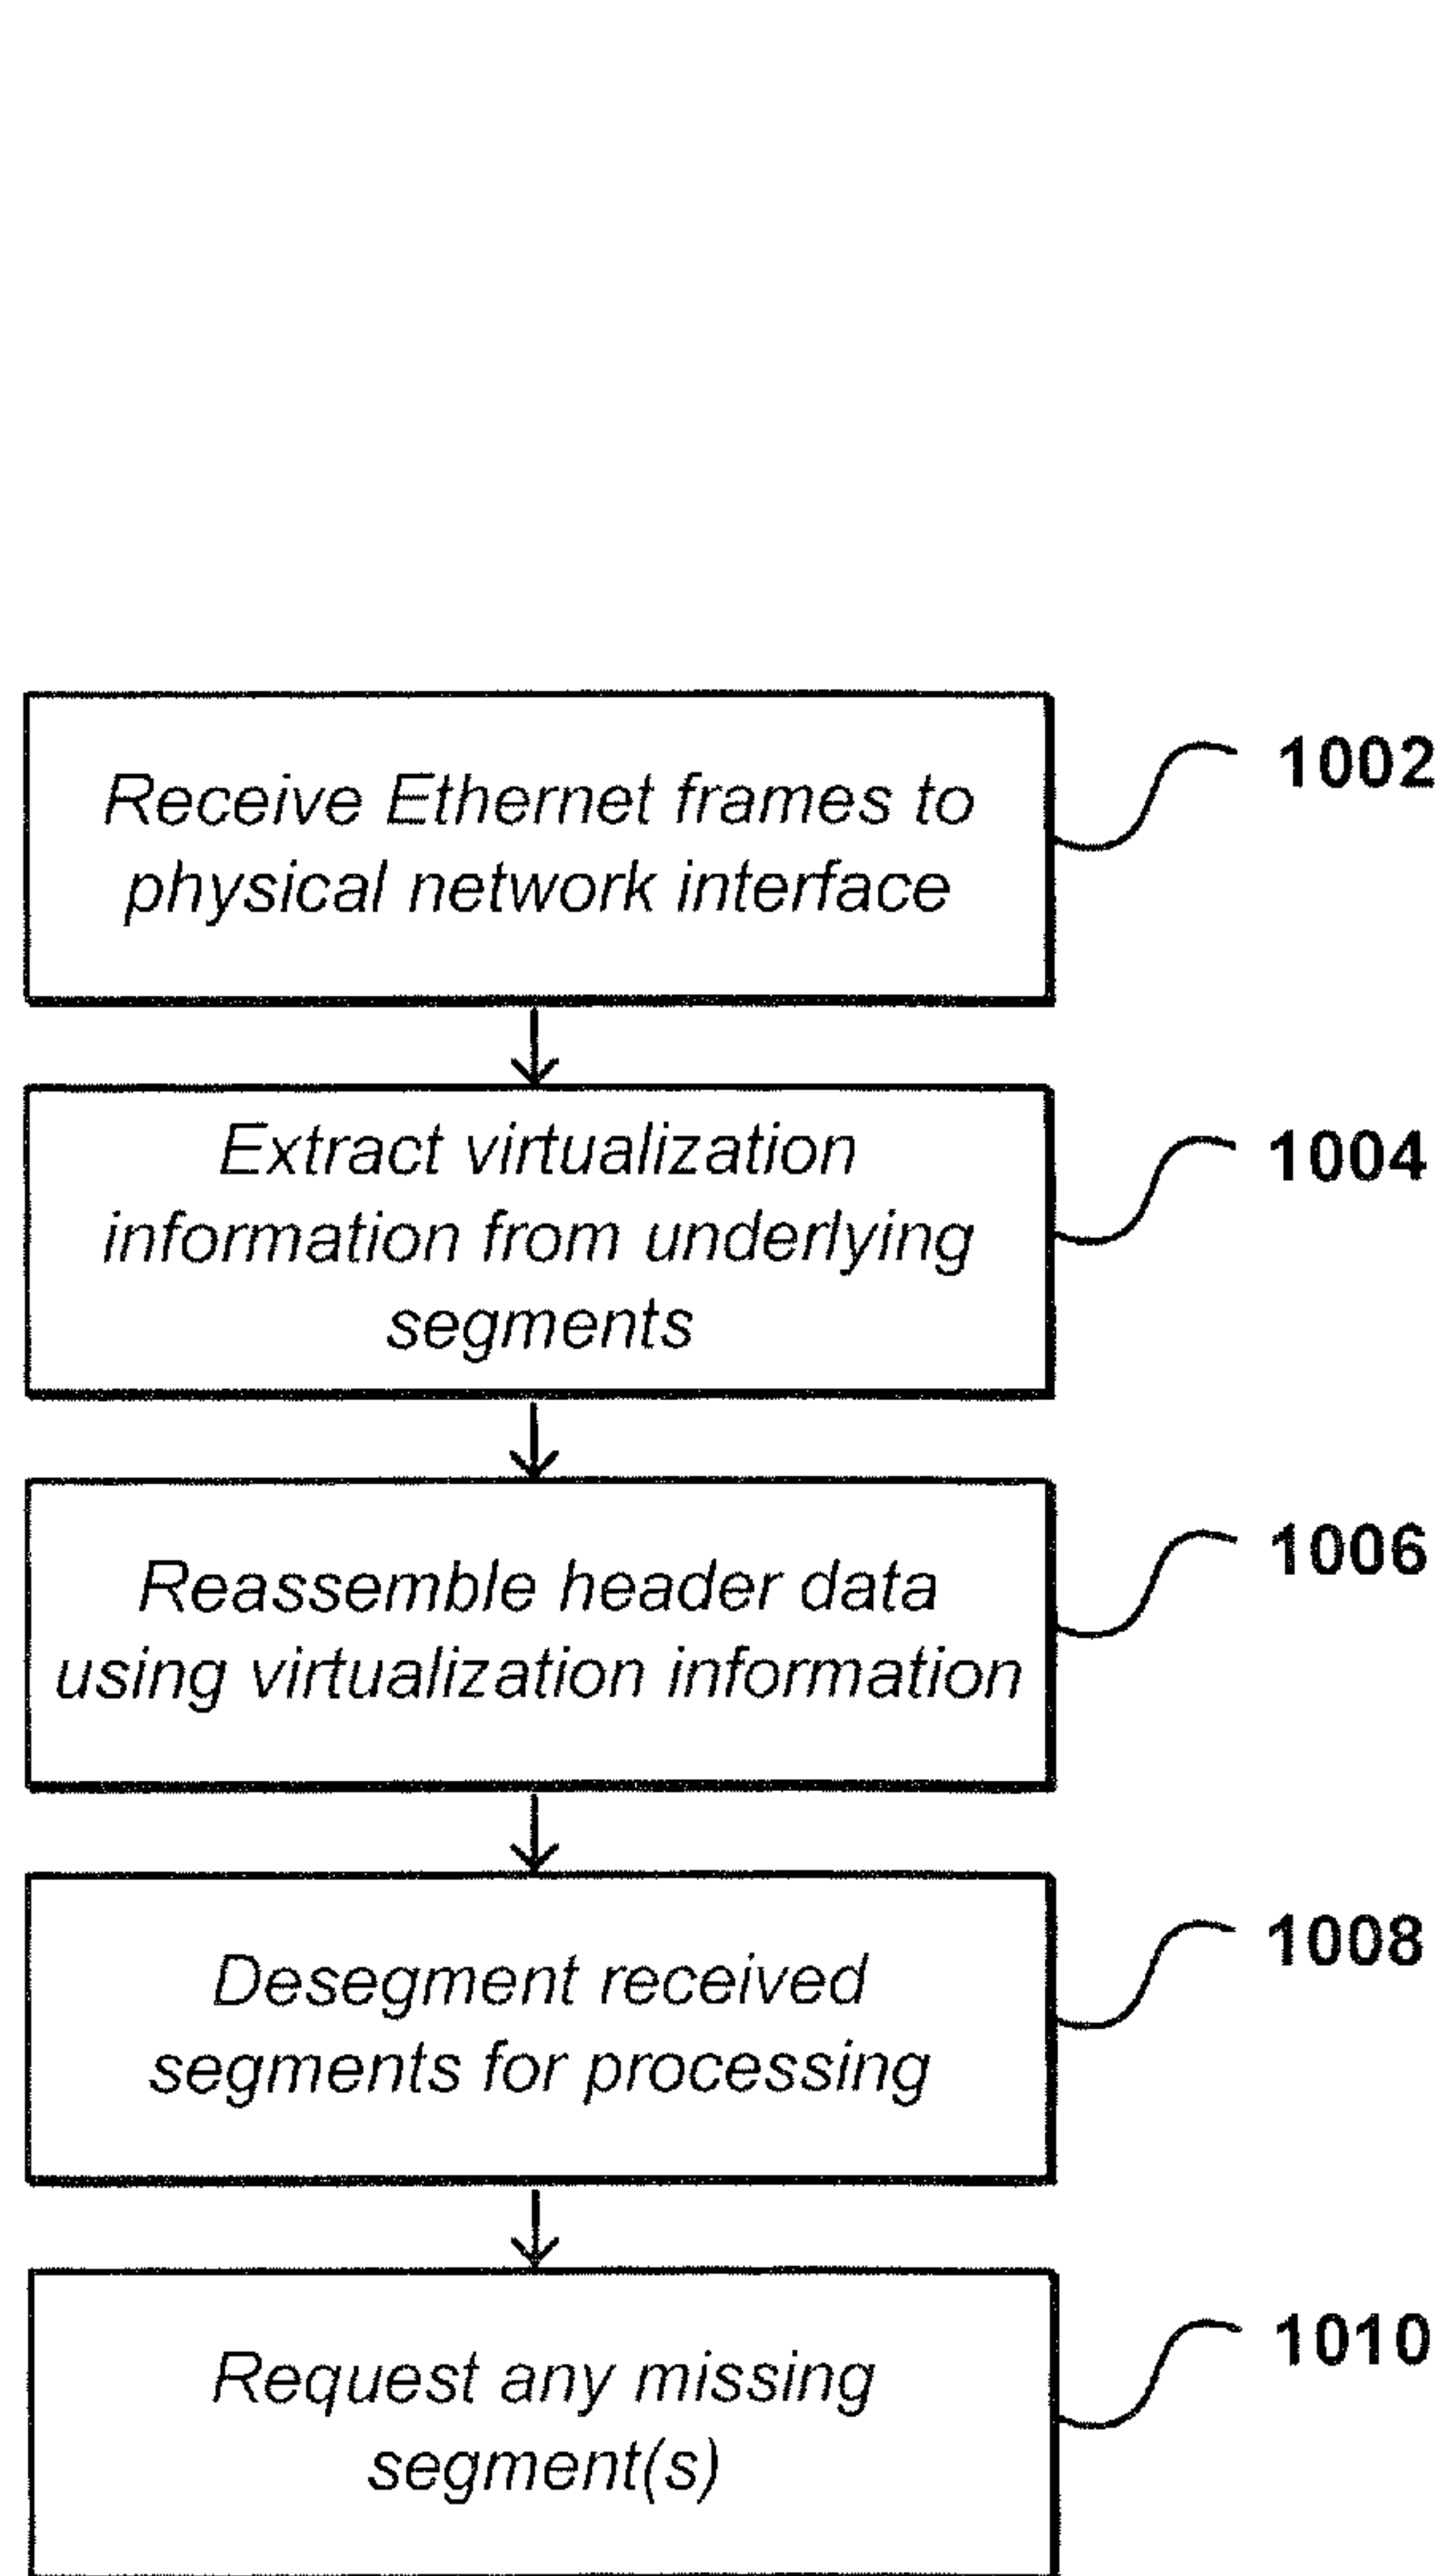 Receive Ethernet frames to
physical network interface
1002
Extract virtualization
information from underlying
segments
1004
Reassemble header data
using virtualization information
1006
Desegment received
segments for processing
1008
Request any missing
segment(s)
1010